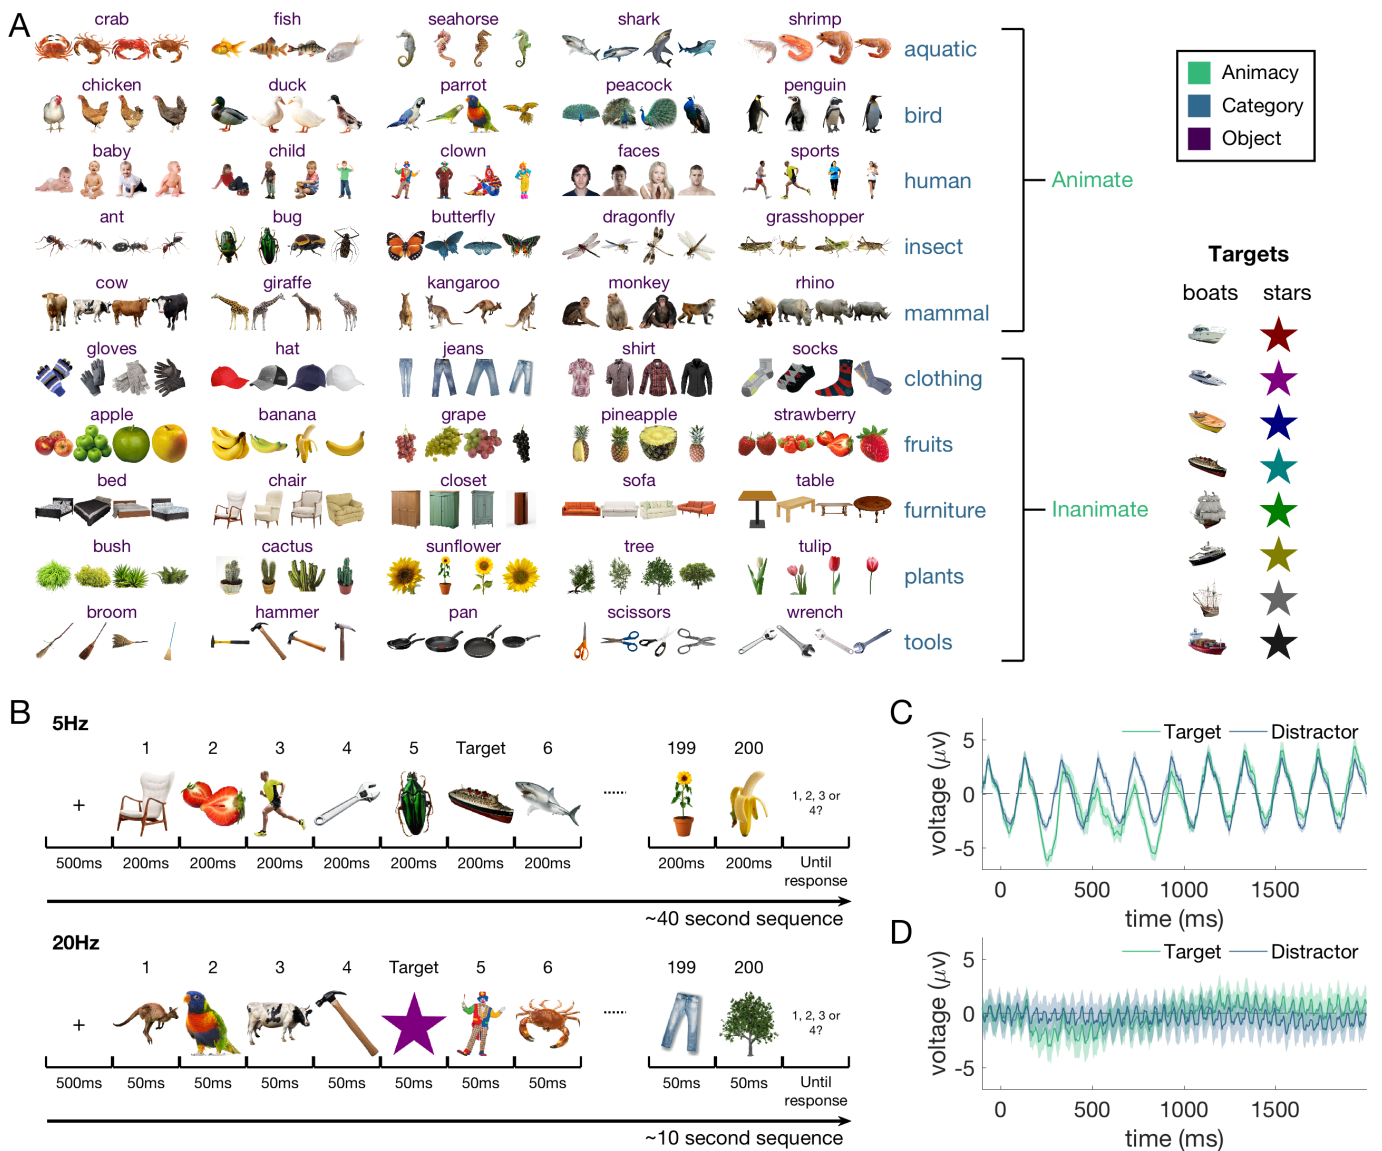 A
crab fish seahorse shark shrimp
aquatic
chicken duck parrot peacock penguin
bird
baby child clown faces sports
human
ant bug butterfly dragonfly grasshopper
insect
cow giraffe kangaroo monkey rhino
mammal
gloves hat jeans shirt socks
clothing
apple banana grape pineapple strawberry
fruits
bed chair closet sofa table
furniture
bush cactus sunflower tree tulip
plants
broom hammer pan scissors wrench
tools
Animate
Inanimate
Animacy
Category
Object
Targets
boats stars
B
5Hz
1 2 3 4 5 Target 6 199 200
+
......
1, 2, 3 or
4?
500ms 200ms 200ms 200ms 200ms 200ms 200ms 200ms 200ms 200ms Until
response
~40 second sequence
20Hz
1 2 3 4 Target 5 6 199 200
+
......
1, 2, 3 or
4?
500ms 50ms 50ms 50ms 50ms 50ms 50ms 50ms 50ms 50ms Until
response
~10 second sequence
C
Target Distractor
voltage (μv)
5
0
-5
0 500 1000 1500
time (ms)
D
Target Distractor
voltage (μv)
5
0
-5
0 500 1000 1500
time (ms)